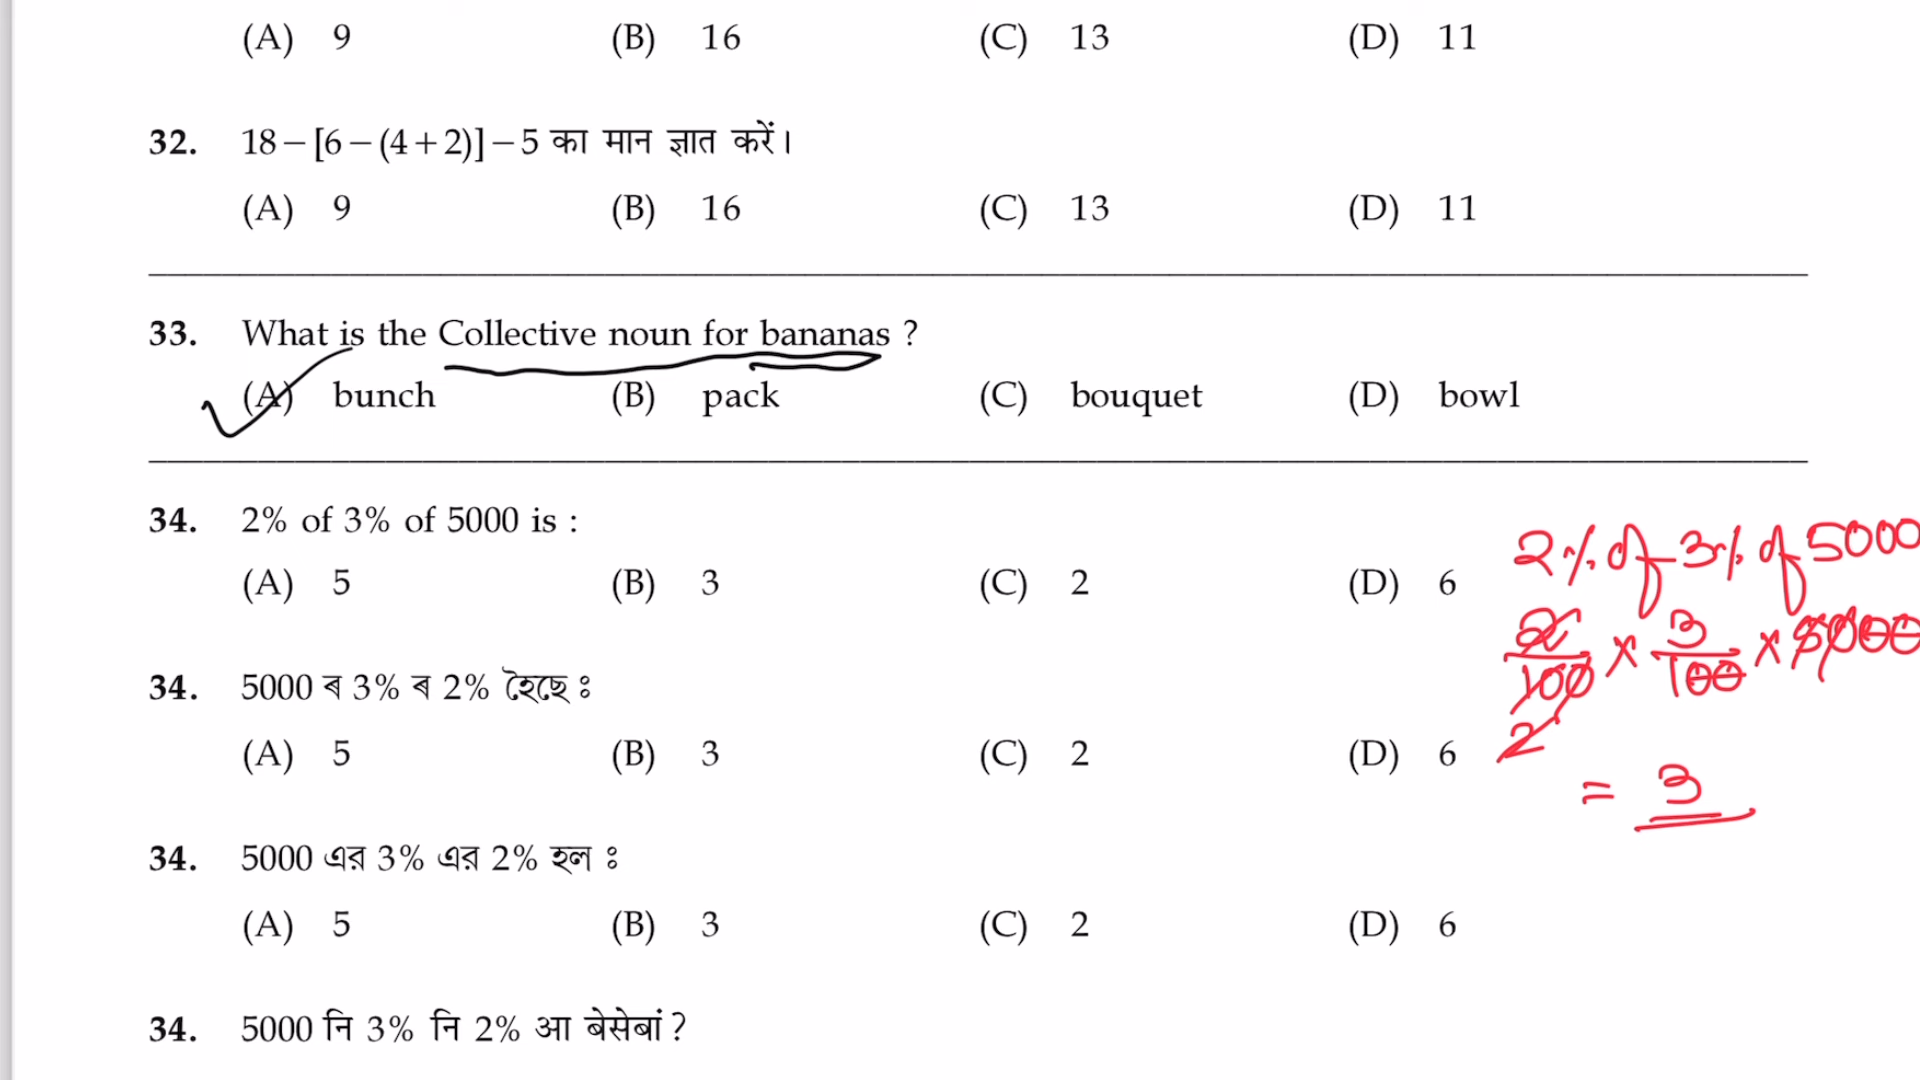 (A) 9 (B) 16 (C) 13 (D) 11
32. 18−[6−(4+2)]−5 का मान ज्ञात करें।
(A) 9 (B) 16 (C) 13 (D) 11
33. What is the Collective noun for bananas ?
(A) bunch (B) pack (C) bouquet (D) bowl
34. 2% of 3% of 5000 is :
(A) 5 (B) 3 (C) 2 (D) 6
34. 5000 ৰ 3% ৰ 2% হৈছে ঃ
(A) 5 (B) 3 (C) 2 (D) 6
34. 5000 এর 3% এর 2% হল ঃ
(A) 5 (B) 3 (C) 2 (D) 6
34. 5000 नि 3% नि 2% आ बेसेबां ?
2% of 3% of 5000
2/100 × 3/100 × 5000
2
= 3